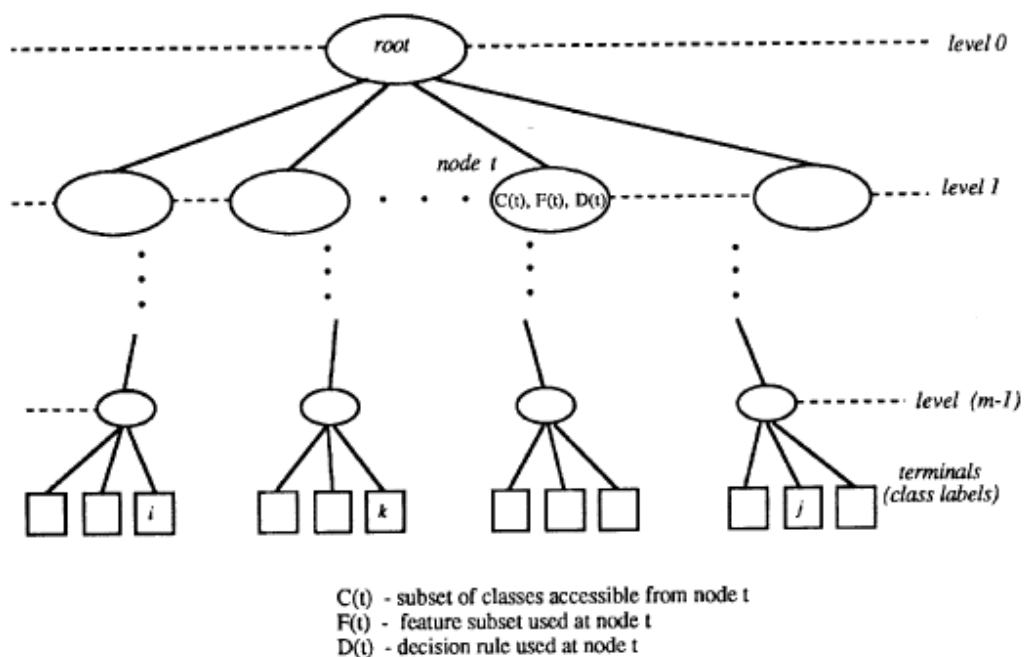 root
level 0
node t
level 1
C(t), F(t), D(t)
level (m-1)
terminals
(class labels)
i
k
j
C(t) - subset of classes accessible from node t
F(t) - feature subset used at node t
D(t) - decision rule used at node t